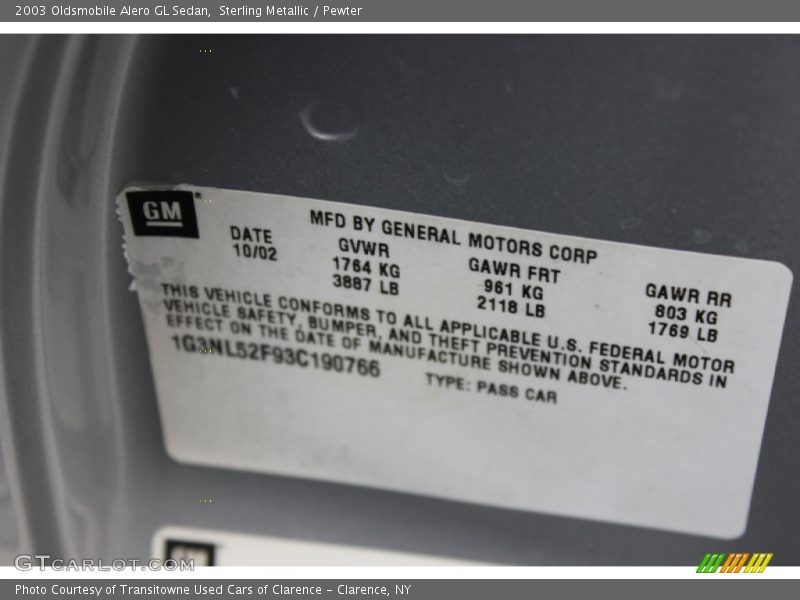 2003 Oldsmobile Alero GL Sedan,  Sterling Metallic / Pewter
GM
MFD BY GENERAL MOTORS CORP
DATE GVWR GAWR FRT GAWR RR
10/02 1764 KG 961 KG 803 KG
3887 LB 2118 LB 1769 LB
THIS VEHICLE CONFORMS TO ALL APPLICABLE U.S. FEDERAL MOTOR
VEHICLE SAFETY, BUMPER, AND THEFT PREVENTION STANDARDS IN
EFFECT ON THE DATE OF MANUFACTURE SHOWN ABOVE.
1G3NL52F93C190766 TYPE: PASS CAR
GTCARLOT.COM
Photo Courtesy of Transitowne Used Cars of Clarence – Clarence, NY